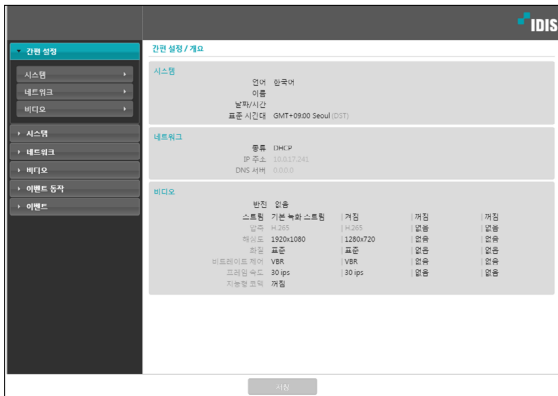 IDIS
간편 설정
시스템
네트워크
비디오
시스템
네트워크
비디오
이벤트 동작
이벤트
간편 설정 / 개요
시스템
언어 한국어
이름
날짜/시간
표준 시간대 GMT+09:00 Seoul (DST)
네트워크
종류 DHCP
IP 주소 10.0.17.241
DNS 서버 0.0.0.0
비디오
반전 없음
스트림 기본 녹화 스트림 | 켜짐 | 꺼짐 | 꺼짐
압축 H.265 | H.265 | 없음 | 없음
해상도 1920x1080 | 1280x720 | 없음 | 없음
화질 표준 | 표준 | 없음 | 없음
비트레이트 제어 VBR | VBR | 없음 | 없음
프레임 속도 30 ips | 30 ips | 없음 | 없음
지능형 코덱 꺼짐